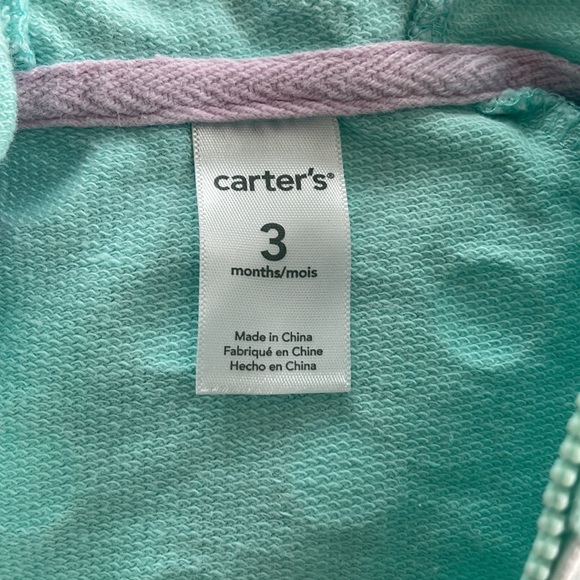 carter's®
3
months/mois
Made in China
Fabriqué en Chine
Hecho en China